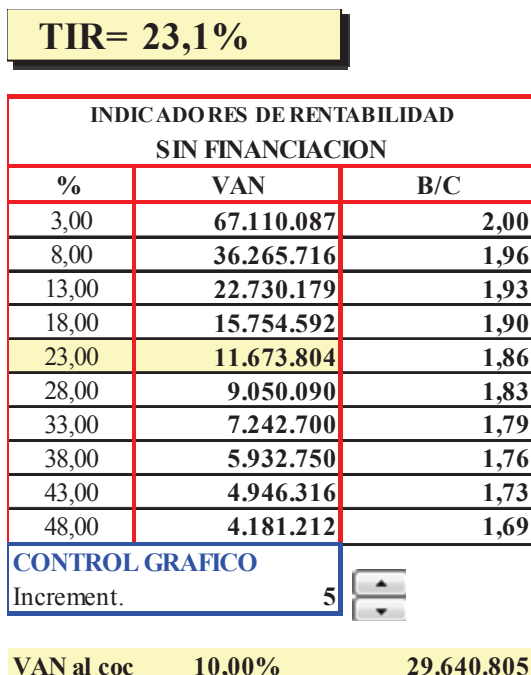 TIR= 23,1%
INDICADORES DE RENTABILIDAD
SIN FINANCIACION
% VAN B/C
3,00 67.110.087 2,00
8,00 36.265.716 1,96
13,00 22.730.179 1,93
18,00 15.754.592 1,90
23,00 11.673.804 1,86
28,00 9.050.090 1,83
33,00 7.242.700 1,79
38,00 5.932.750 1,76
43,00 4.946.316 1,73
48,00 4.181.212 1,69
CONTROL GRAFICO
Increment. 5
VAN al coc 10,00% 29.640.805